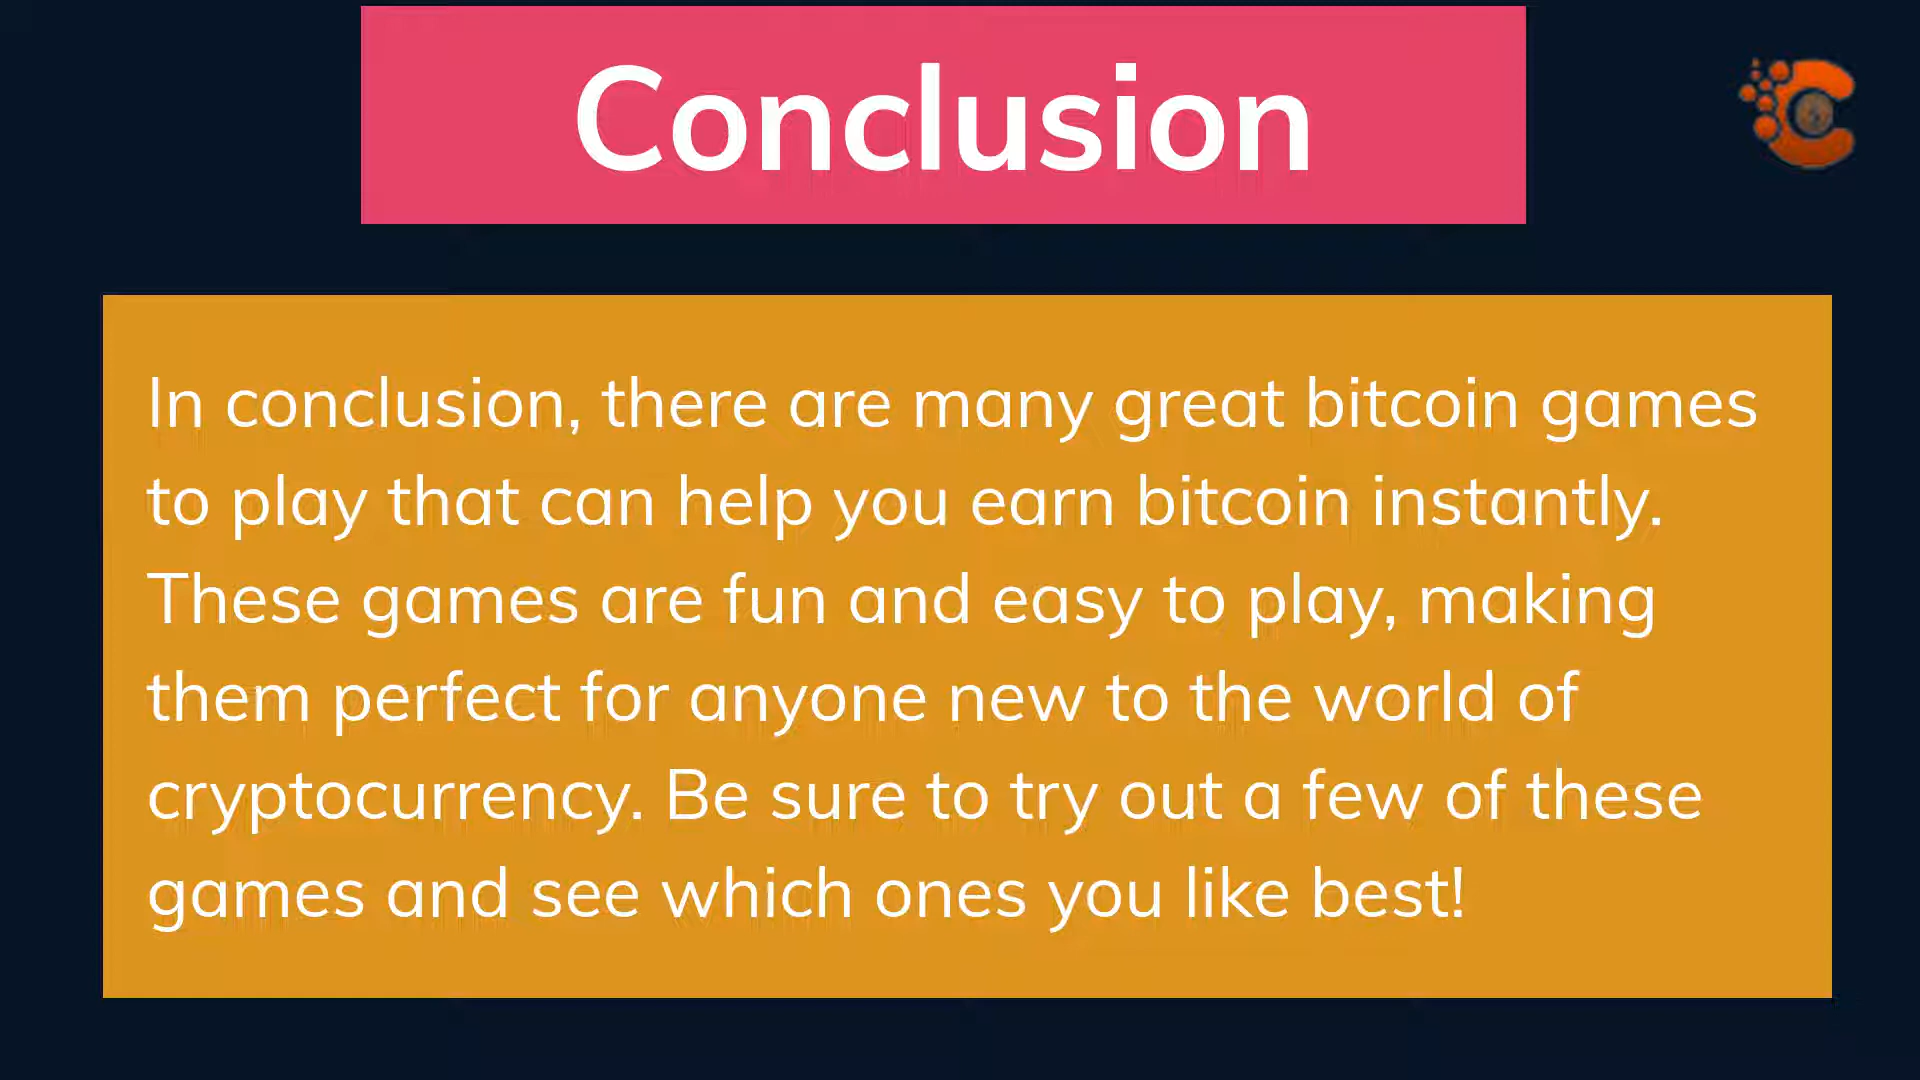 Conclusion
In conclusion, there are many great bitcoin games
to play that can help you earn bitcoin instantly.
These games are fun and easy to play, making
them perfect for anyone new to the world of
cryptocurrency. Be sure to try out a few of these
games and see which ones you like best!